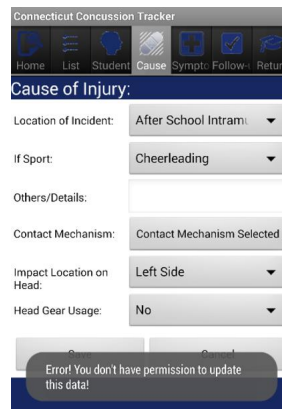 Connecticut Concussion Tracker
Home List Student Cause Sympto Follow-u Retur
Cause of Injury:
Location of Incident: After School Intramu
If Sport: Cheerleading
Others/Details:
Contact Mechanism: Contact Mechanism Selected
Impact Location on
Head: Left Side
Head Gear Usage: No
Save Cancel
Error! You don't have permission to update
this data!